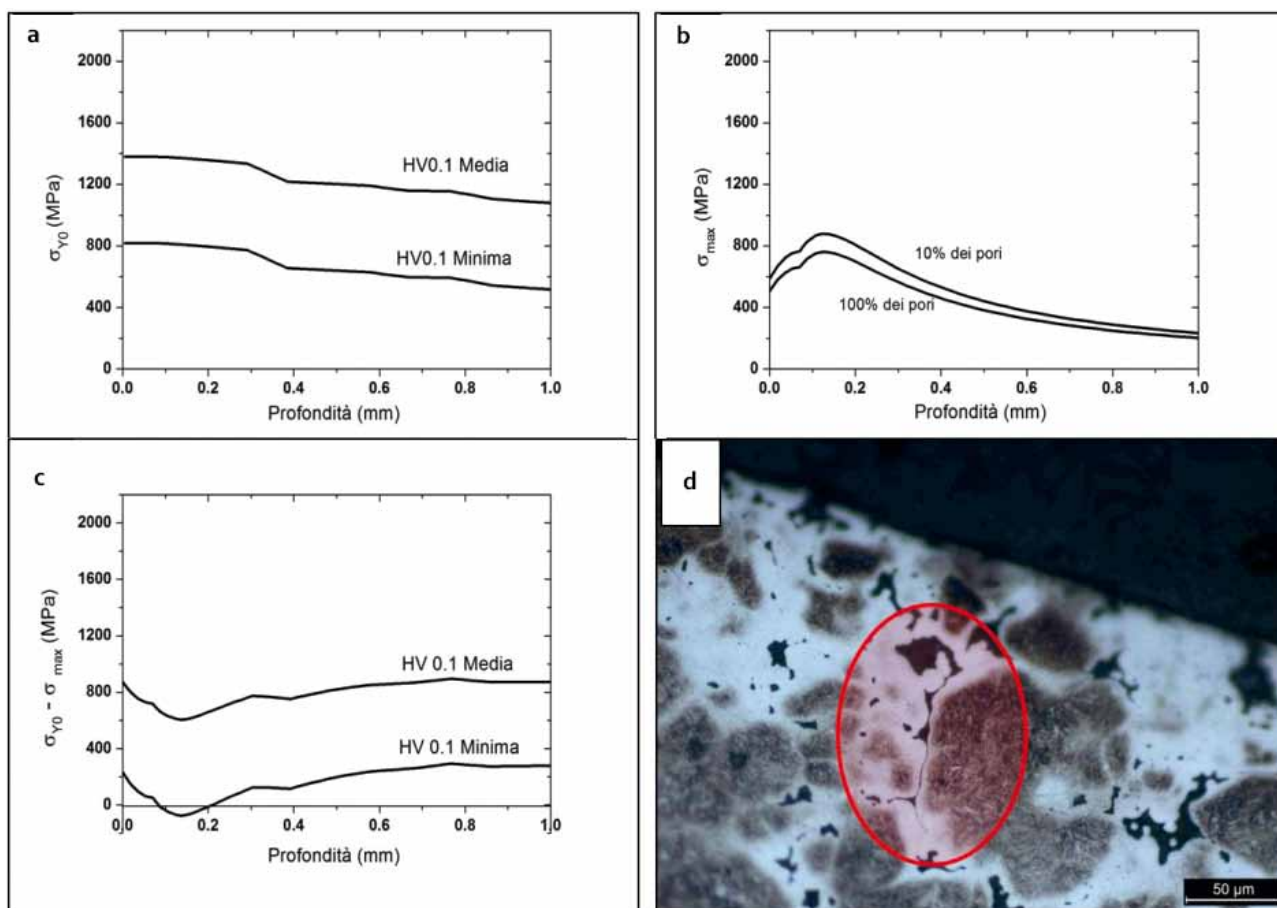 a
2200
2000
1600
1200
800
400
0
σY0 (MPa)
HV0.1 Media
HV0.1 Minima
0.0 0.2 0.4 0.6 0.8 1.0
Profondità (mm)
b
2000
1600
1200
800
400
0
σmax (MPa)
10% dei pori
100% dei pori
0.0 0.2 0.4 0.6 0.8 1.0
Profondità (mm)
c
2000
1600
1200
800
400
0
σY0 - σ max (MPa)
HV 0.1 Media
HV 0.1 Minima
0.0 0.2 0.4 0.6 0.8 1.0
Profondità (mm)
d
50 µm